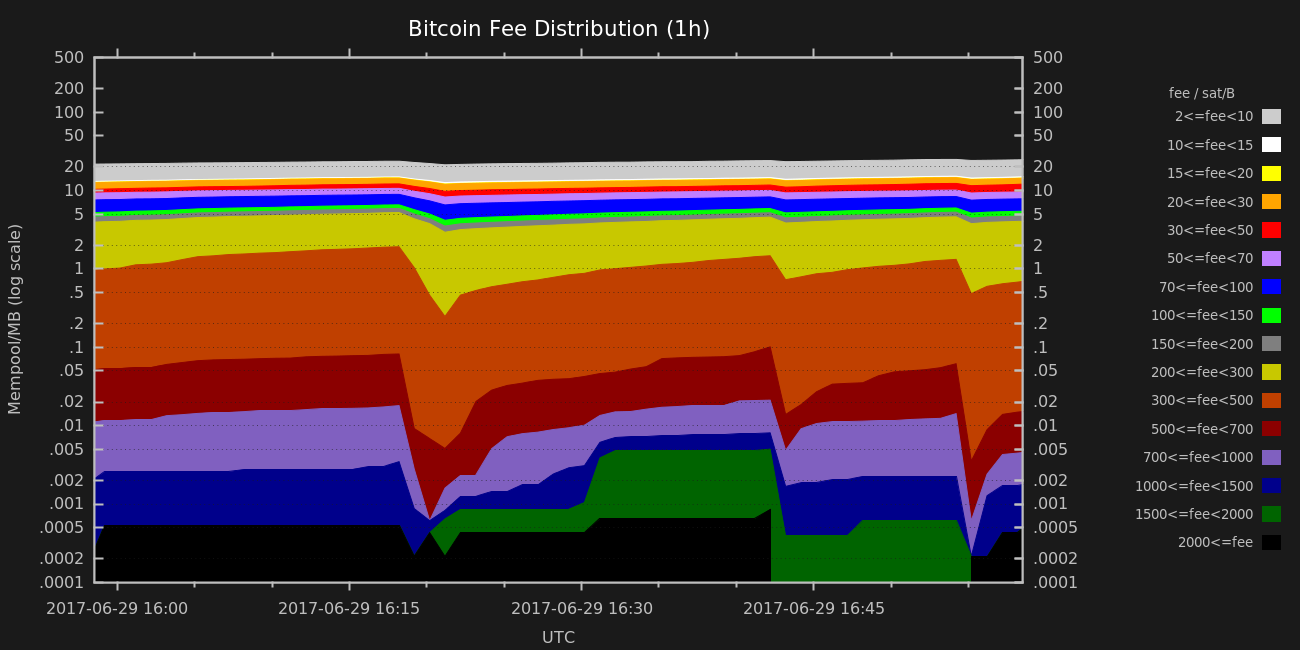 Bitcoin Fee Distribution (1h)
500 500
200 200
100 100
50 50
20 20
10 10
5 5
2 2
1 1
.5 .5
.2 .2
.1 .1
.05 .05
.02 .02
.01 .01
.005 .005
.002 .002
.001 .001
.0005 .0005
.0002 .0002
.0001 .0001
Mempool/MB (log scale)
2017-06-29 16:00 2017-06-29 16:15 2017-06-29 16:30 2017-06-29 16:45
UTC
fee / sat/B
2<=fee<10
10<=fee<15
15<=fee<20
20<=fee<30
30<=fee<50
50<=fee<70
70<=fee<100
100<=fee<150
150<=fee<200
200<=fee<300
300<=fee<500
500<=fee<700
700<=fee<1000
1000<=fee<1500
1500<=fee<2000
2000<=fee